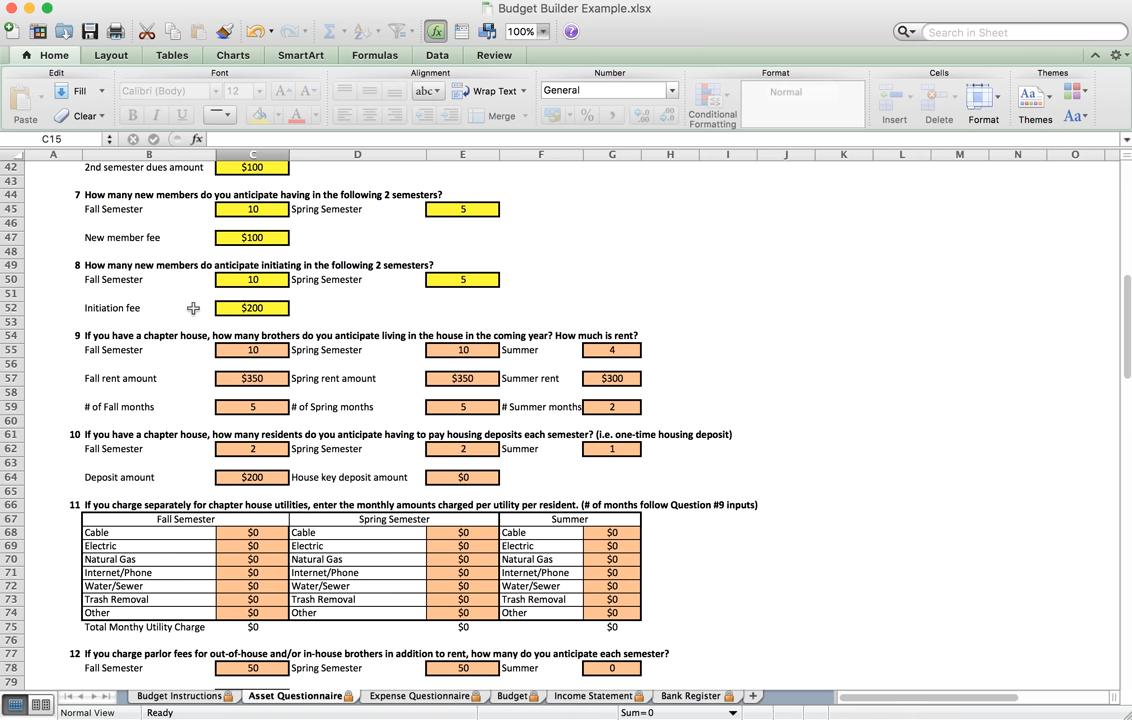 Budget Builder Example.xlsx
100%
Search in Sheet
Home Layout Tables Charts SmartArt Formulas Data Review
Edit Font Alignment Number Format Cells Themes
Fill Calibri (Body) 12 A A abc Wrap Text General Normal
Paste Clear B I U A Merge % Conditional Formatting Insert Delete Format Themes Aa
C15 fx
A B C D E F G H I J K L M N O
42 2nd semester dues amount $100
43
44 7 How many new members do you anticipate having in the following 2 semesters?
45 Fall Semester 10 Spring Semester 5
46
47 New member fee $100
48
49 8 How many new members do anticipate initiating in the following 2 semesters?
50 Fall Semester 10 Spring Semester 5
51
52 Initiation fee $200
53
54 9 If you have a chapter house, how many brothers do you anticipate living in the house in the coming year? How much is rent?
55 Fall Semester 10 Spring Semester 10 Summer 4
56
57 Fall rent amount $350 Spring rent amount $350 Summer rent $300
58
59 # of Fall months 5 # of Spring months 5 # Summer months 2
60
61 10 If you have a chapter house, how many residents do you anticipate having to pay housing deposits each semester? (i.e. one-time housing deposit)
62 Fall Semester 2 Spring Semester 2 Summer 1
63
64 Deposit amount $200 House key deposit amount $0
65
66 11 If you charge separately for chapter house utilities, enter the monthly amounts charged per utility per resident. (# of months follow Question #9 inputs)
67 Fall Semester Spring Semester Summer
68 Cable $0 Cable $0 Cable $0
69 Electric $0 Electric $0 Electric $0
70 Natural Gas $0 Natural Gas $0 Natural Gas $0
71 Internet/Phone $0 Internet/Phone $0 Internet/Phone $0
72 Water/Sewer $0 Water/Sewer $0 Water/Sewer $0
73 Trash Removal $0 Trash Removal $0 Trash Removal $0
74 Other $0 Other $0 Other $0
75 Total Monthy Utility Charge $0 $0 $0
76
77 12 If you charge parlor fees for out-of-house and/or in-house brothers in addition to rent, how many do you anticipate each semester?
78 Fall Semester 50 Spring Semester 50 Summer 0
79
Budget Instructions Asset Questionnaire Expense Questionnaire Budget Income Statement Bank Register +
Normal View Ready Sum=0